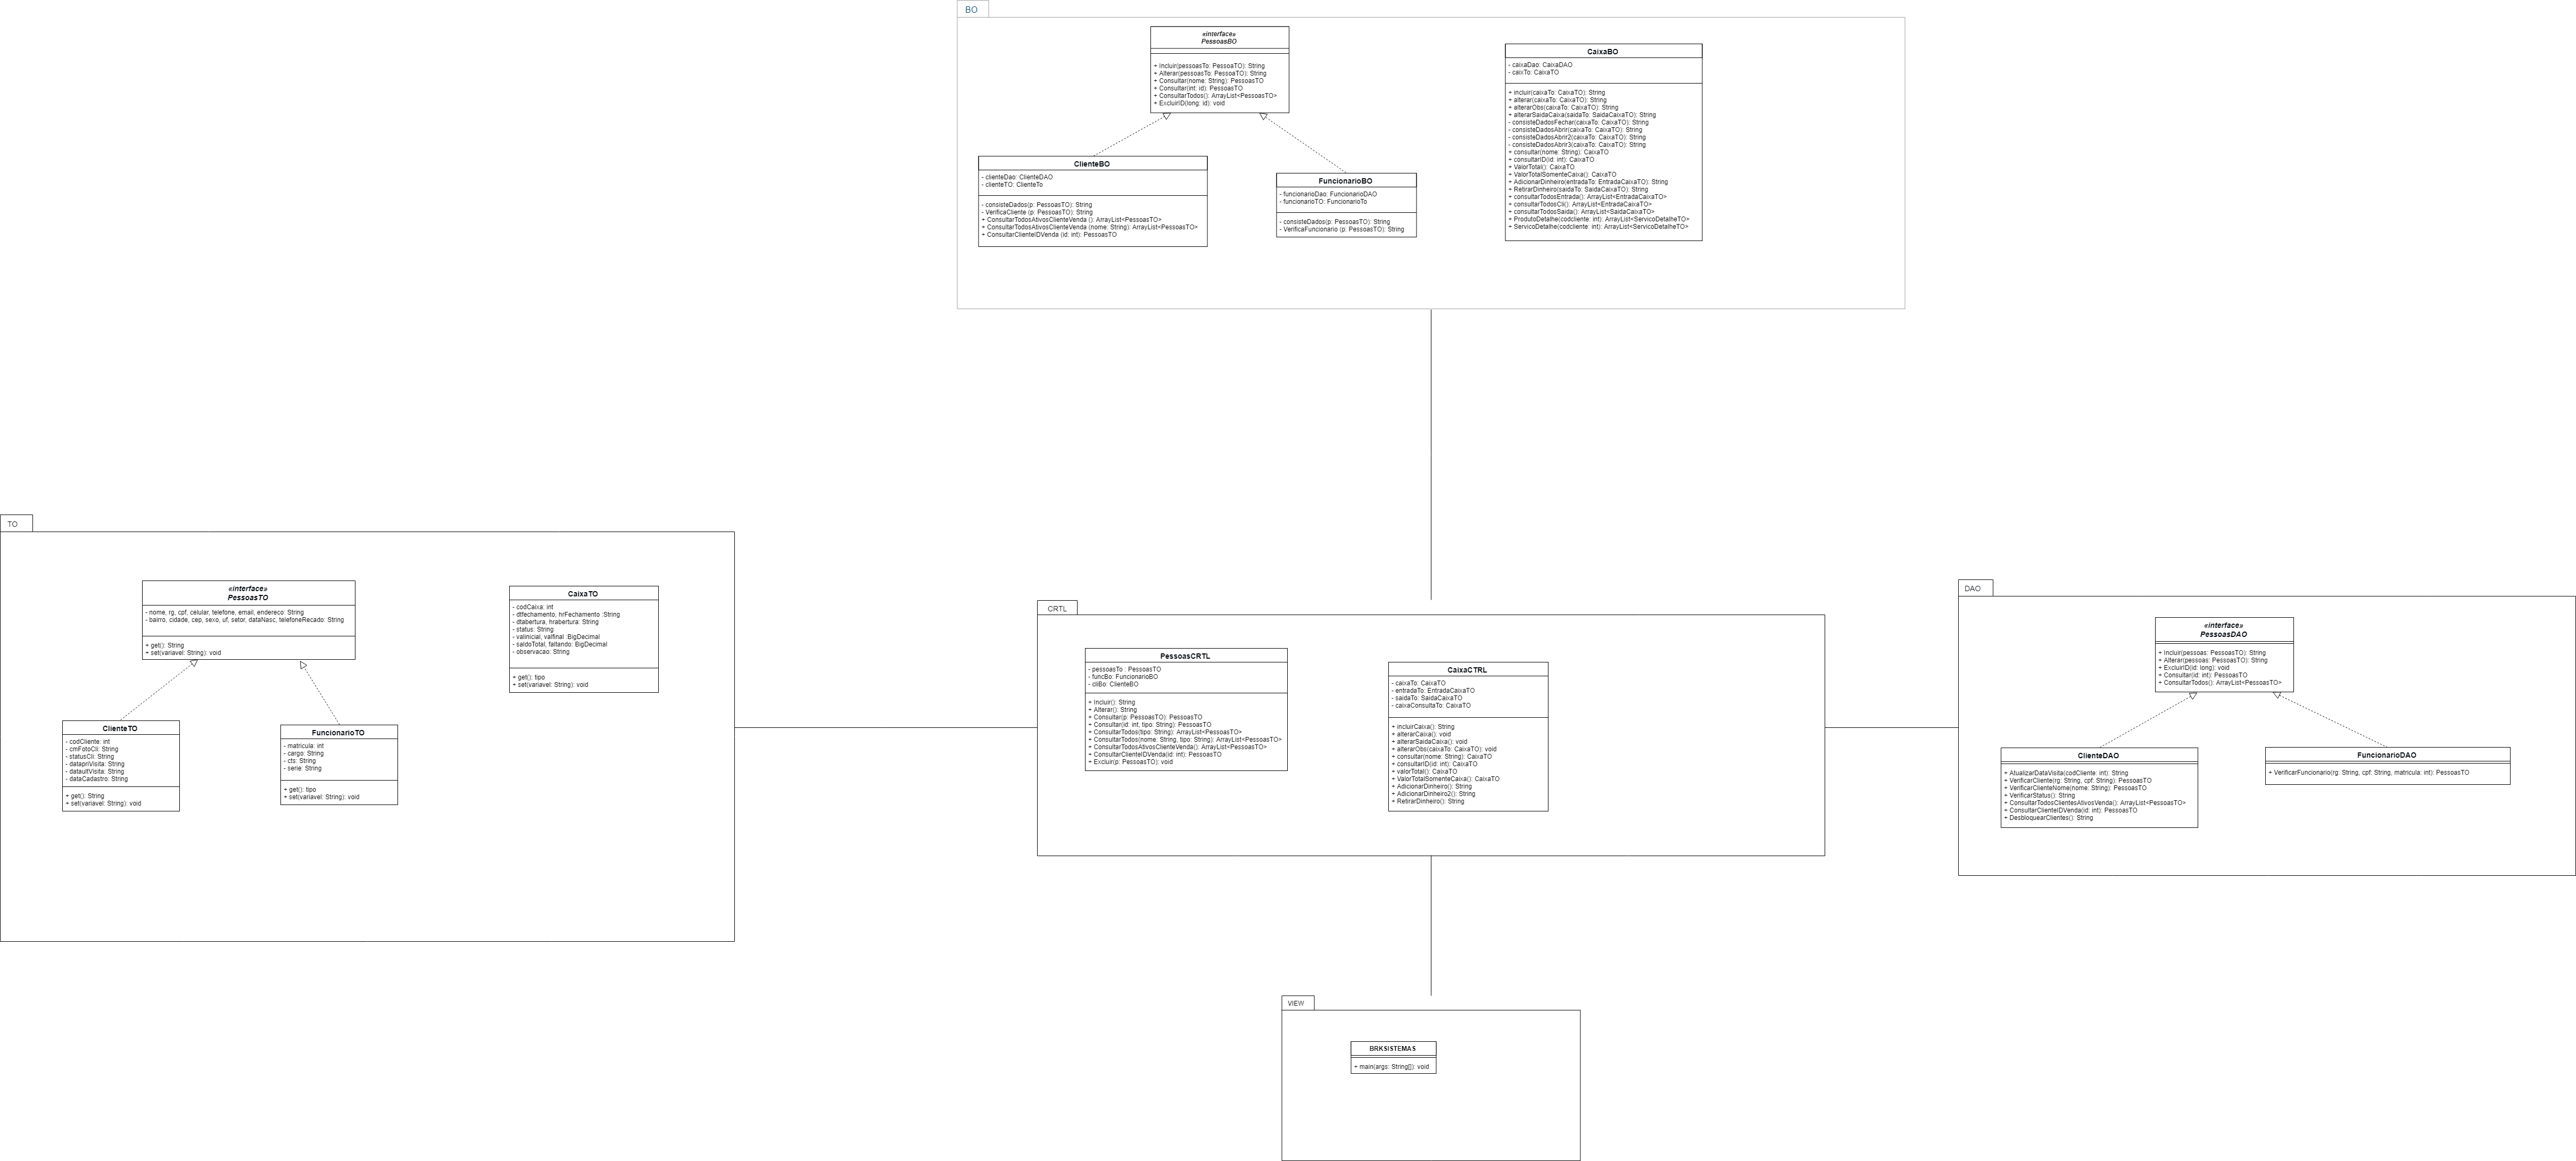 BO
«interface»
PessoasBO
+ Incluir(pessoasTo: PessoaTO): String
+ Alterar(pessoasTo: PessoaTO): String
+ Consultar(nome: String): PessoasTO
+ Consultar(int: id): PessoasTO
+ ConsultarTodos(): ArrayList<PessoasTO>
+ ExcluirID(long: id): void
CaixaBO
- caixaDao: CaixaDAO
- caixTo: CaixaTO
+ incluir(caixaTo: CaixaTO): String
+ alterar(caixaTo: CaixaTO): String
+ alterarObs(caixaTo: CaixaTO): String
+ alterarSaidaCaixa(saidaTo: SaidaCaixaTO): String
- consisteDadosFechar(caixaTo: CaixaTO): String
- consisteDadosAbrir(caixaTo: CaixaTO): String
- consisteDadosAbrir2(caixaTo: CaixaTO): String
- consisteDadosAbrir3(caixaTo: CaixaTO): String
+ consultar(nome: String): CaixaTO
+ consultarID(id: int): CaixaTO
+ ValorTotal(): CaixaTO
+ ValorTotalSomenteCaixa(): CaixaTO
+ AdicionarDinheiro(entradaTo: EntradaCaixaTO): String
+ RetirarDinheiro(saidaTo: SaidaCaixaTO): String
+ consultarTodosEntrada(): ArrayList<EntradaCaixaTO>
+ consultarTodosCli(): ArrayList<EntradaCaixaTO>
+ consultarTodosSaida(): ArrayList<SaidaCaixaTO>
+ ProdutoDetalhe(codcliente: int): ArrayList<ServicoDetalheTO>
+ ServicoDetalhe(codcliente: int): ArrayList<ServicoDetalheTO>
ClienteBO
- clienteDao: ClienteDAO
- clienteTO: ClienteTo
- consisteDados(p: PessoasTO): String
- VerificaCliente (p: PessoasTO): String
+ ConsultarTodosAtivosClienteVenda (): ArrayList<PessoasTO>
+ ConsultarTodosAtivosClienteVenda (nome: String): ArrayList<PessoasTO>
+ ConsultarClienteIDVenda (id: int): PessoasTO
FuncionarioBO
- funcionarioDao: FuncionarioDAO
- funcionarioTO: FuncionarioTo
- consisteDados(p: PessoasTO): String
- VerificaFuncionario (p: PessoasTO): String
TO
«interface»
PessoasTO
- nome, rg, cpf, celular, telefone, email, endereco: String
- bairro, cidade, cep, sexo, uf, setor, dataNasc, telefoneRecado: String
+ get(): String
+ set(variavel: String): void
CaixaTO
- codCaixa: int
- dtfechamento, hrFechamento :String
- dtabertura, hrabertura: String
- status: String
- valinicial, valfinal :BigDecimal
- saldoTotal, faltando: BigDecimal
- observacao: String
+ get(): tipo
+ set(variavel: String): void
ClienteTO
- codCliente: int
- cmFotoCli: String
- statusCli: String
- datapriVisita: String
- dataultVisita: String
- dataCadastro: String
+ get(): String
+ set(variavel: String): void
FuncionarioTO
- matricula: int
- cargo: String
- cts: String
- serie: String
+ get(): tipo
+ set(variavel: String): void
CRTL
PessoasCRTL
- pessoasTo : PessoasTO
- funcBo: FuncionarioBO
- cliBo: ClienteBO
+ Incluir(): String
+ Alterar(): String
+ Consultar(p: PessoasTO): PessoasTO
+ Consultar(id: int, tipo: String): PessoasTO
+ ConsultarTodos(tipo: String): ArrayList<PessoasTO>
+ ConsultarTodos(nome: String, tipo: String): ArrayList<PessoasTO>
+ ConsultarTodosAtivosClienteVenda(): ArrayList<PessoasTO>
+ ConsultarClienteIDVenda(id: int): PessoasTO
+ Excluir(p: PessoasTO): void
CaixaCTRL
- caixaTo: CaixaTO
- entradaTo: EntradaCaixaTO
- saidaTo: SaidaCaixaTO
- caixaConsultaTo: CaixaTO
+ incluirCaixa(): String
+ alterarCaixa(): void
+ alterarSaidaCaixa(): void
+ alterarObs(caixaTo: CaixaTO): void
+ consultar(nome: String): CaixaTO
+ consultarID(id: int): CaixaTO
+ valorTotal(): CaixaTO
+ ValorTotalSomenteCaixa(): CaixaTO
+ AdicionarDinheiro(): String
+ AdicionarDinheiro2(): String
+ RetirarDinheiro(): String
DAO
«interface»
PessoasDAO
+ Incluir(pessoas: PessoasTO): String
+ Alterar(pessoas: PessoasTO): String
+ ExcluirID(id: long): void
+ Consultar(id: int): PessoasTO
+ ConsultarTodos(): ArrayList<PessoasTO>
ClienteDAO
+ AtualizarDataVisita(codCliente: int): String
+ VerificarCliente(rg: String, cpf: String): PessoasTO
+ VerificarClienteNome(nome: String): PessoasTO
+ VerificarStatus(): String
+ ConsultarTodosClientesAtivosVenda(): ArrayList<PessoasTO>
+ ConsultarClienteIDVenda(id: int): PessoasTO
+ DesbloquearClientes(): String
FuncionarioDAO
+ VerificarFuncionario(rg: String, cpf: String, matricula: int): PessoasTO
VIEW
BRKSISTEMAS
+ main(args: String[]): void